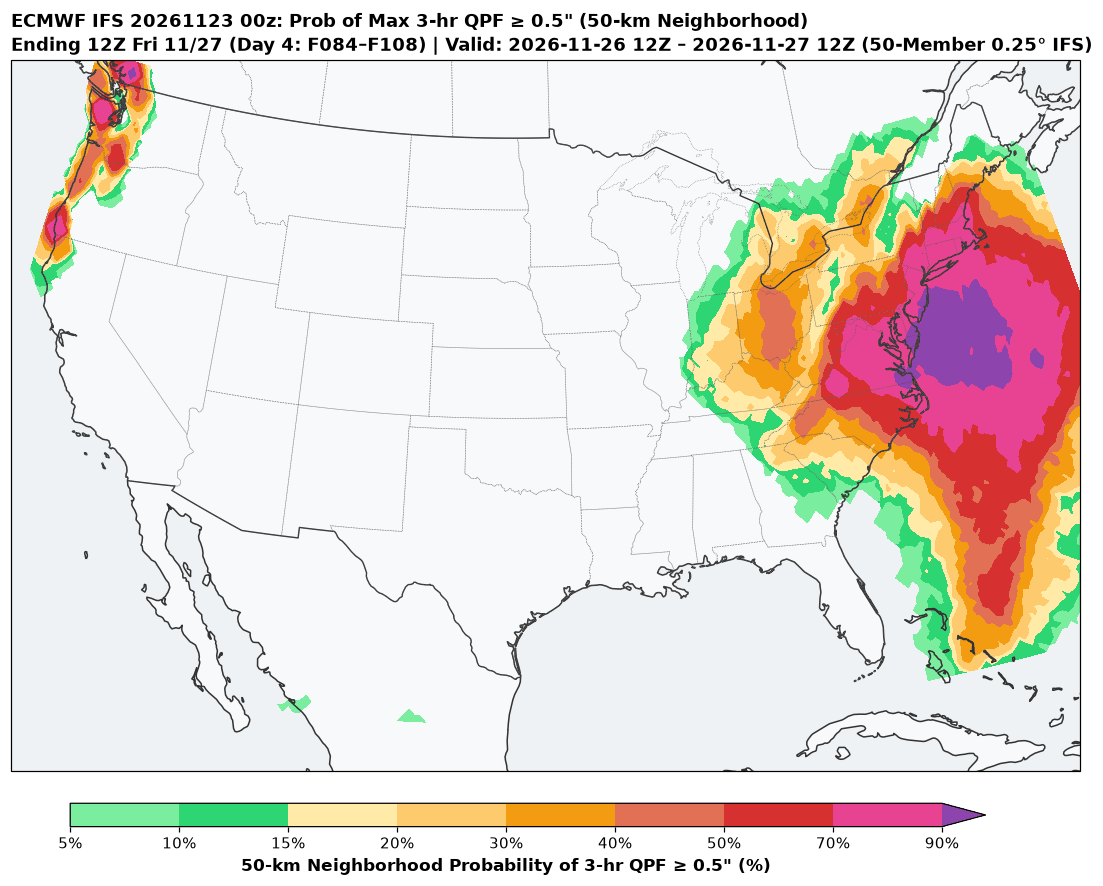 ECMWF IFS 20261123 00z: Prob of Max 3-hr QPF ≥ 0.5" (50-km Neighborhood)
Ending 12Z Fri 11/27 (Day 4: F084–F108) | Valid: 2026-11-26 12Z – 2026-11-27 12Z (50-Member 0.25° IFS)
5% 10% 15% 20% 30% 40% 50% 70% 90%
50-km Neighborhood Probability of 3-hr QPF ≥ 0.5" (%)